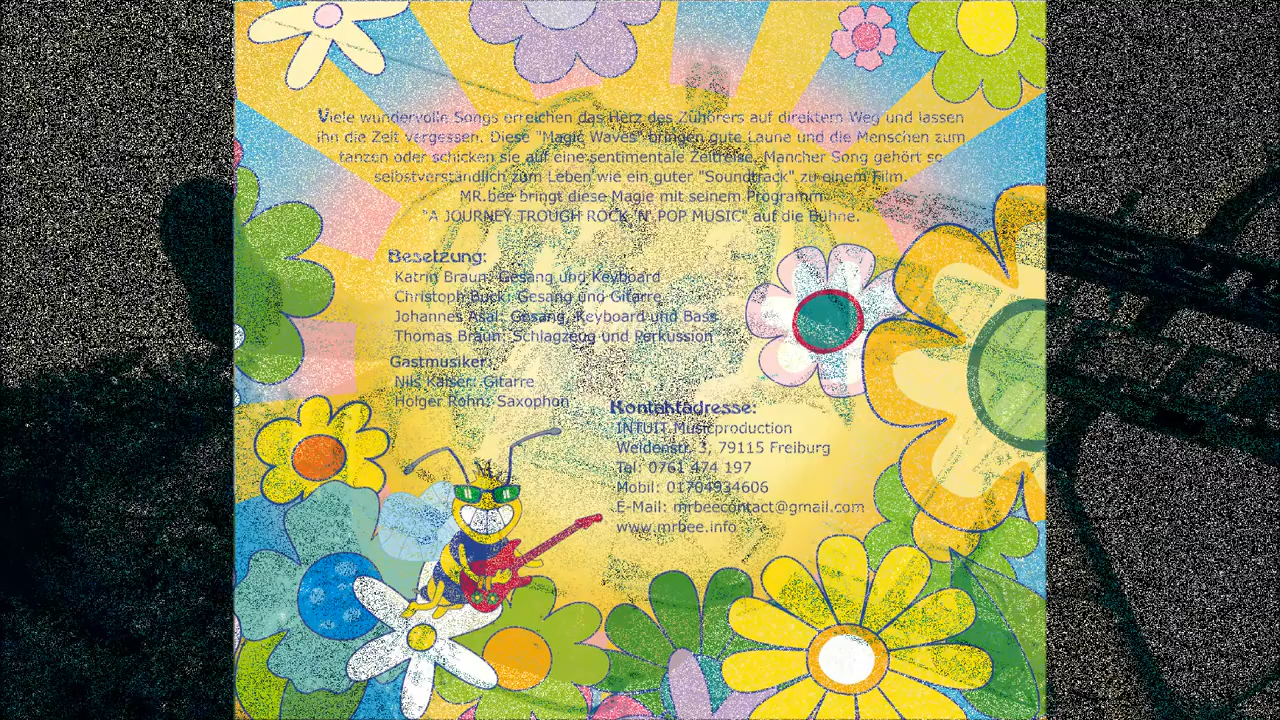 Viele wundervolle Songs erreichen das Herz des Zuhörers auf direktem Weg und lassen
ihn die Zeit vergessen. Diese "Magic Waves" bringen gute Laune und die Menschen zum
tanzen oder schicken sie auf eine sentimentale Zeitreise. Mancher Song gehört so
selbstverständlich zum Leben wie ein guter "Soundtrack" zu einem Film.
MR.bee bringt diese Magie mit seinem Programm
"A JOURNEY TROUGH ROCK 'N' POP MUSIC" auf die Bühne.
Besetzung:
Katrin Braun: Gesang und Keyboard
Christoph Buck: Gesang und Gitarre
Johannes Asal: Gesang, Keyboard und Bass
Thomas Braun: Schlagzeug und Perkussion
Gastmusiker:
Nils Kaiser: Gitarre
Holger Rohn: Saxophon
Kontaktadresse:
INTUIT Musicproduction
Weidenstr. 3, 79115 Freiburg
Tel: 0761 474 197
Mobil: 01704934606
E-Mail: mrbeecontact@gmail.com
www.mrbee.info